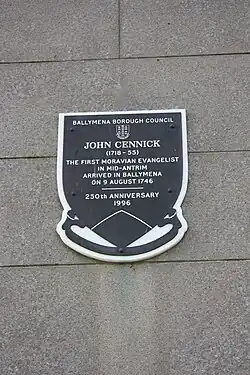 BALLYMENA BOROUGH COUNCIL
JOHN CENNICK
(1718-55)
THE FIRST MORAVIAN EVANGELIST
IN MID-ANTRIM
ARRIVED IN BALLYMENA
ON 9 AUGUST 1746
250th ANNIVERSARY
1996